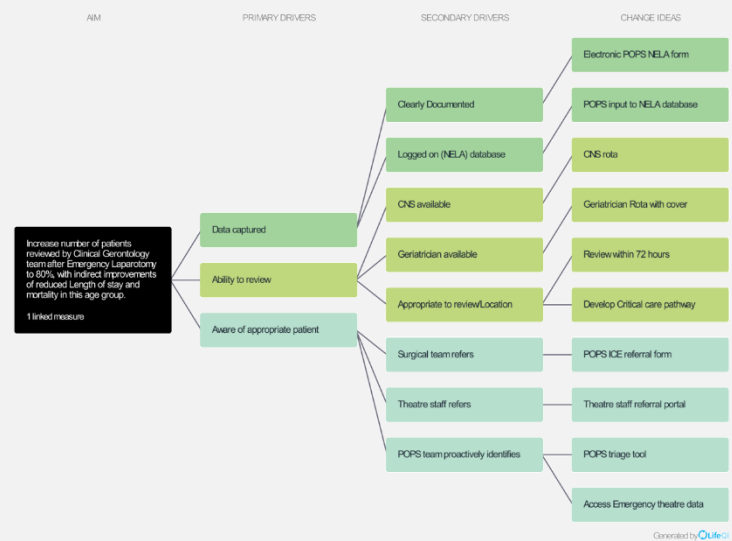 AIM
PRIMARY DRIVERS
SECONDARY DRIVERS
CHANGE IDEAS
Increase number of patients
reviewed by Clinical Gerontology
team after Emergency Laparotomy
to 80%, with indirect improvements
of reduced Length of stay and
mortality in this age group.
1 linked measure
Data captured
Ability to review
Aware of appropriate patient
Clearly Documented
Logged on (NELA) database
CNS available
Geriatrician available
Appropriate to review/Location
Surgical team refers
Theatre staff refers
POPS team proactively identifies
Electronic POPS NELA form
POPS input to NELA database
CNS rota
Geriatrician Rota with cover
Review within 72 hours
Develop Critical care pathway
POPS ICE referral form
Theatre staff referral portal
POPS triage tool
Access Emergency theatre data
Generated by LifeQI